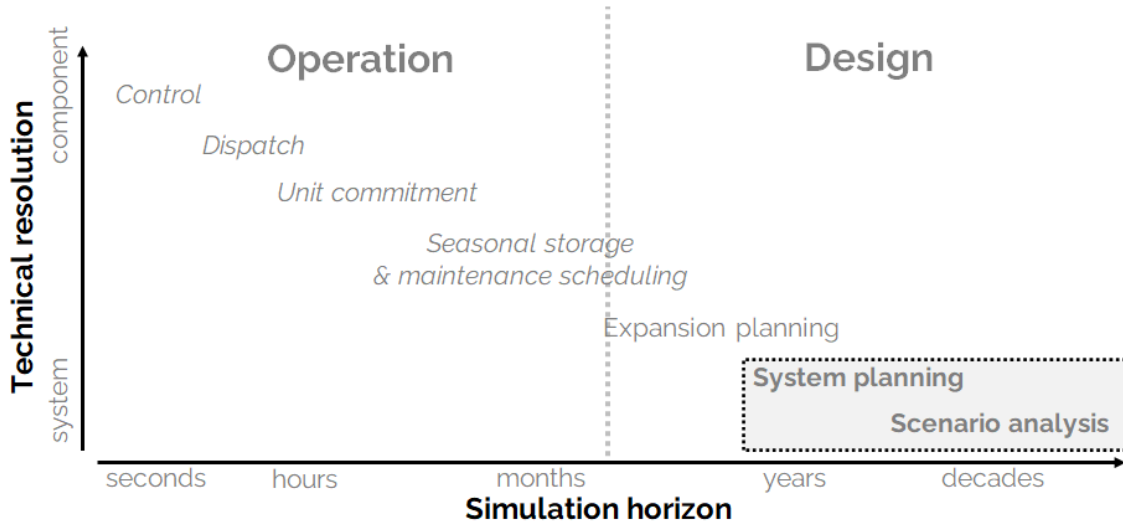 Operation
Design
component
Technical resolution
system
Control
Dispatch
Unit commitment
Seasonal storage
& maintenance scheduling
Expansion planning
System planning
Scenario analysis
seconds
hours
months
years
decades
Simulation horizon